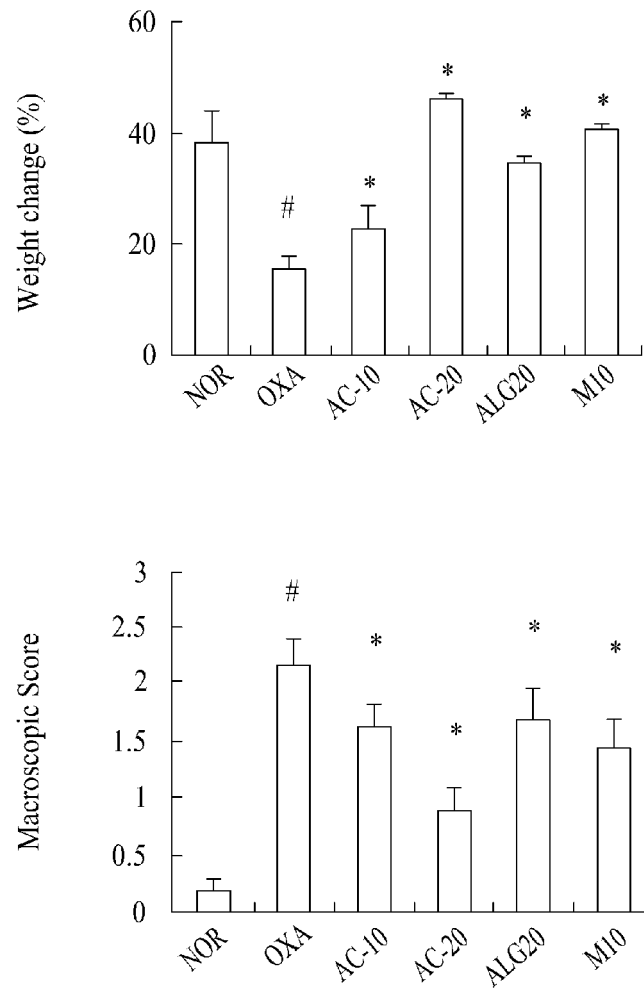 60
40
20
0
Weight change (%)
*
*
*
*
#
NOR
OXA
AC-10
AC-20
ALG20
M10
3
2.5
2
1.5
1
0.5
0
Macroscopic Score
#
*
*
*
*
NOR
OXA
AC-10
AC-20
ALG20
M10